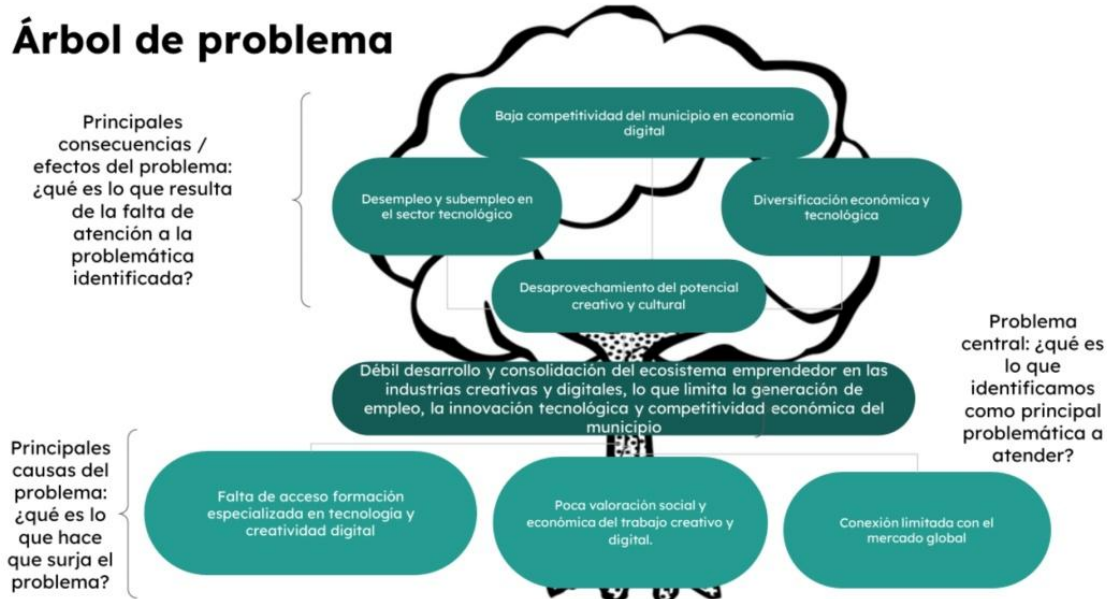 Árbol de problema
Principales
consecuencias /
efectos del problema:
¿qué es lo que resulta
de la falta de
atención a la
problemática
identificada?
Baja competitividad del municipio en economía
digital
Desempleo y subempleo en
el sector tecnológico
Diversificación económica y
tecnológica
Desaprovechamiento del potencial
creativo y cultural
Problema
central: ¿qué es
lo que
identificamos
como principal
problemática a
atender?
Débil desarrollo y consolidación del ecosistema emprendedor en las
industrias creativas y digitales, lo que limita la generación de
empleo, la innovación tecnológica y competitividad económica del
municipio
Principales
causas del
problema:
¿qué es lo
que hace
que surja el
problema?
Falta de acceso formación
especializada en tecnología y
creatividad digital
Poca valoración social y
económica del trabajo creativo y
digital.
Conexión limitada con el
mercado global